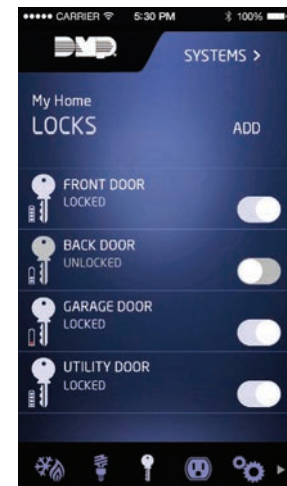 CARRIER 5:30 PM 100%
DMP SYSTEMS >
My Home
LOCKS ADD
FRONT DOOR
LOCKED
BACK DOOR
UNLOCKED
GARAGE DOOR
LOCKED
UTILITY DOOR
LOCKED